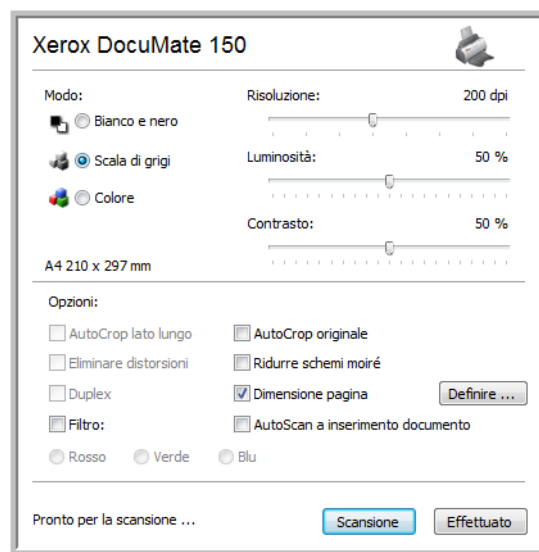 Xerox DocuMate 150
Modo:
Bianco e nero
Scala di grigi
Colore
A4 210 x 297 mm
Risoluzione: 200 dpi
Luminosità: 50 %
Contrasto: 50 %
Opzioni:
AutoCrop lato lungo AutoCrop originale
Eliminare distorsioni Ridurre schemi moiré
Duplex Dimensione pagina Definire ...
Filtro: AutoScan a inserimento documento
Rosso Verde Blu
Pronto per la scansione ... Scansione Effettuato